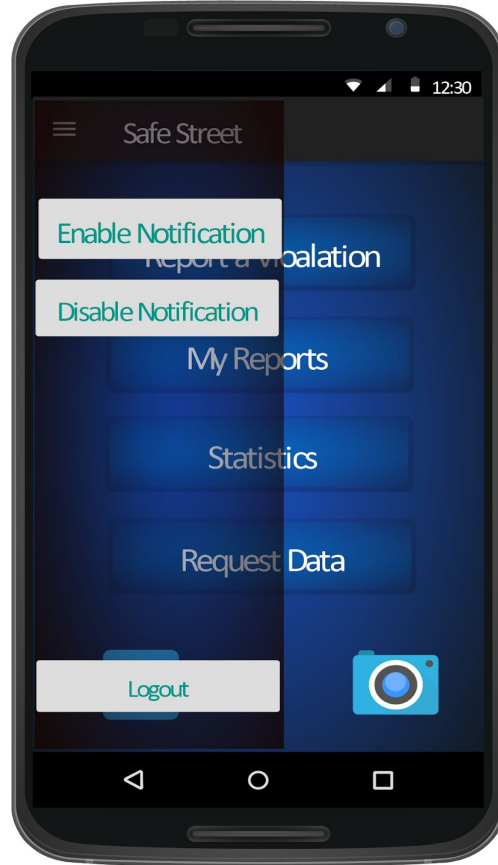 12:30
Safe Street
Enable Notification
Report a Vioalation
Disable Notification
My Reports
Statistics
Request Data
Logout